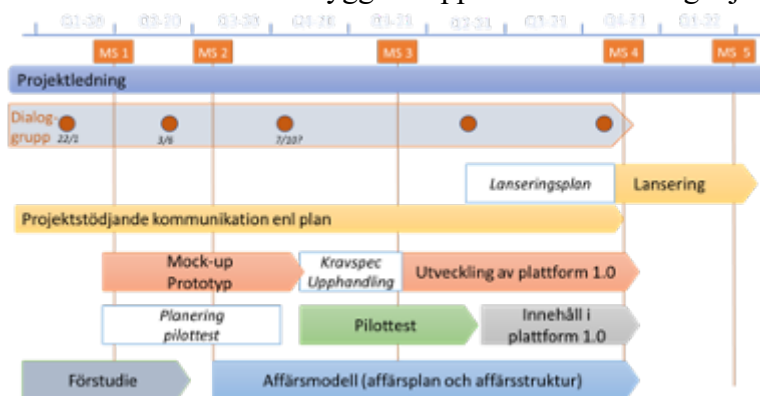 MS 1 MS 2 MS 3 MS 4 MS 5
Projektledning
Dialog-
grupp 22/1 3/6 7/10?
Lanseringsplan Lansering
Projektstödjande kommunikation enl plan
Mock-up
Prototyp
Kravspec
Upphandling
Utveckling av plattform 1.0
Planering
pilottest
Pilottest
Innehåll i
plattform 1.0
Förstudie Affärsmodell (affärsplan och affärsstruktur)